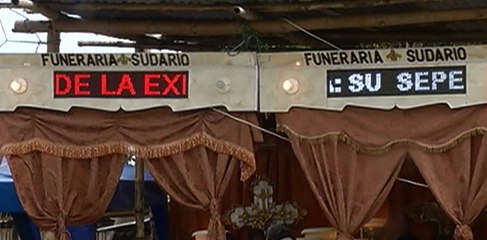 FUNERARIA SUDARIO
DE LA EXI
FUNERARIA SUDARIO
: SU SEPE